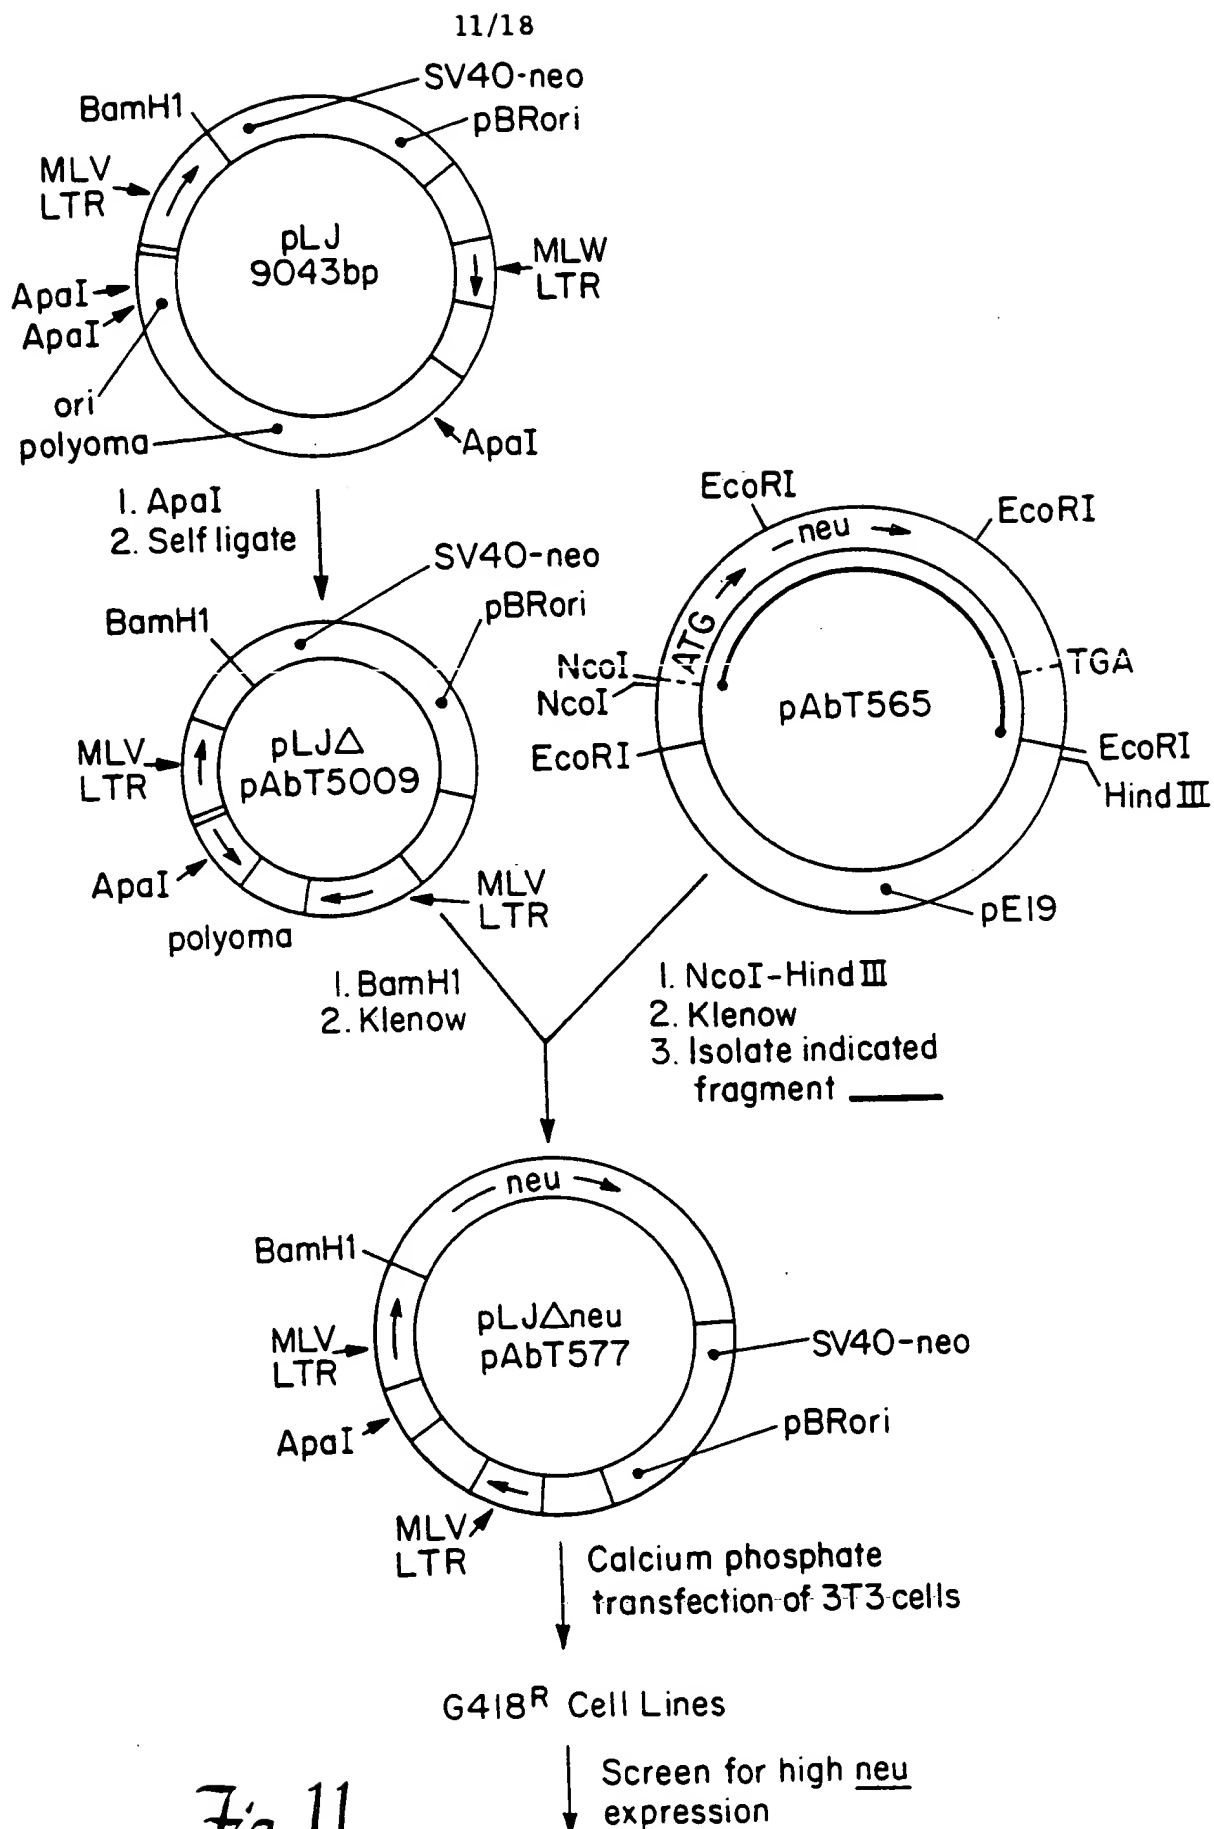 11/18
SV40-neo
BamH1
pBRori
MLV
LTR
pLJ
9043bp
MLW
LTR
ApaI
ApaI
ori
polyoma
ApaI
1. ApaI
2. Self ligate
SV40-neo
BamH1
pBRori
MLV
LTR
pLJΔ
pAbT5009
ApaI
MLV
LTR
polyoma
EcoRI
EcoRI
neu
ATG
NcoI
NcoI
TGA
pAbT565
EcoRI
EcoRI
Hind III
pE19
1. BamH1
2. Klenow
1. NcoI-Hind III
2. Klenow
3. Isolate indicated
fragment
neu
BamH1
pLJΔneu
pAbT577
MLV
LTR
SV40-neo
ApaI
pBRori
MLV
LTR
Calcium phosphate
transfection of 3T3 cells
G418R Cell Lines
Screen for high neu
expression
Fig. 11